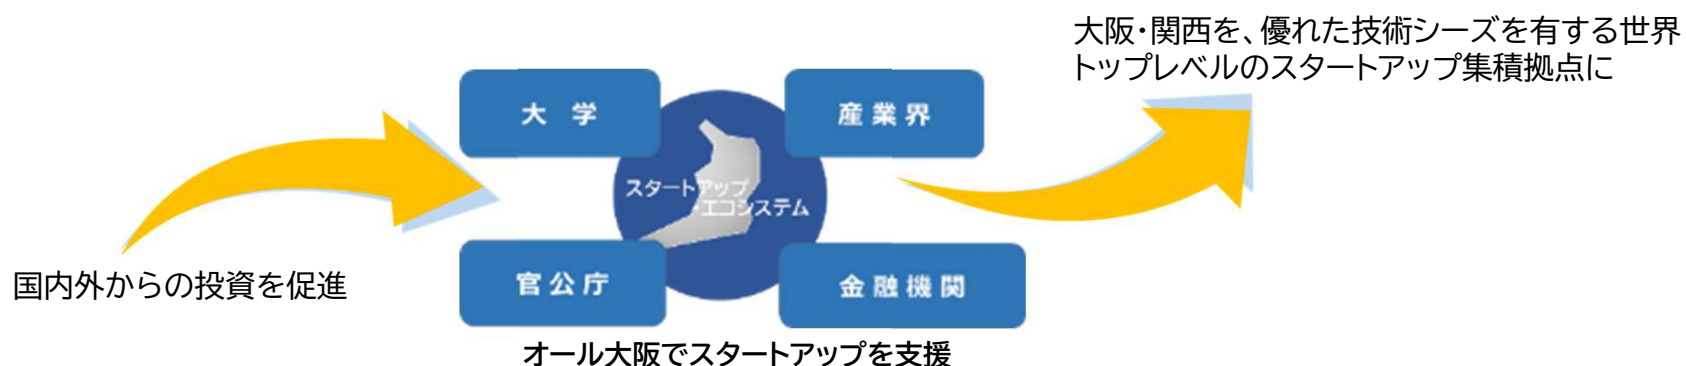 大阪・関西を、優れた技術シーズを有する世界
トップレベルのスタートアップ集積拠点に
大学
産業界
スタートアップ
・エコシステム
官公庁
金融機関
国内外からの投資を促進
オール大阪でスタートアップを支援